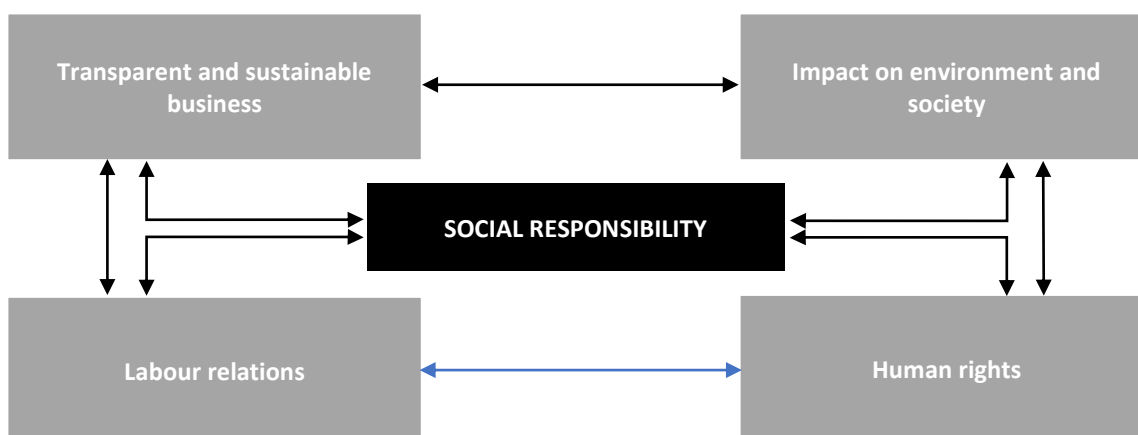 Transparent and sustainable
business
Impact on environment and
society
SOCIAL RESPONSIBILITY
Labour relations
Human rights